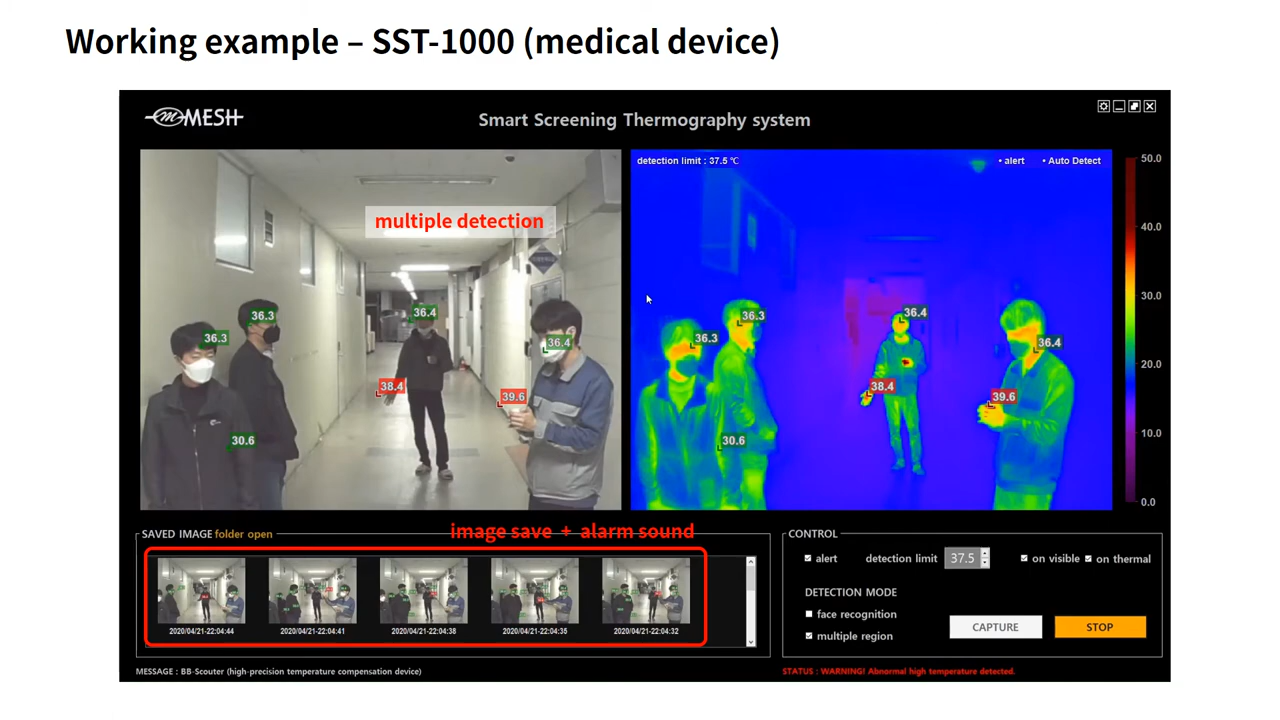 Working example – SST-1000 (medical device)
MESH
Smart Screening Thermography system
multiple detection
36.3
36.3
36.4
36.4
38.4
39.6
30.6
detection limit : 37.5 ℃
• alert
• Auto Detect
36.3
36.3
36.4
36.4
38.4
39.6
30.6
50.0
40.0
30.0
20.0
10.0
0.0
SAVED IMAGE folder open
image save + alarm sound
2020/04/21-22:04:44
2020/04/21-22:04:41
2020/04/21-22:04:38
2020/04/21-22:04:35
2020/04/21-22:04:32
MESSAGE : BB-Scouter (high-precision temperature compensation device)
CONTROL
alert
detection limit
37.5
on visible
on thermal
DETECTION MODE
face recognition
multiple region
CAPTURE
STOP
STATUS : WARNING! Abnormal high temperature detected.